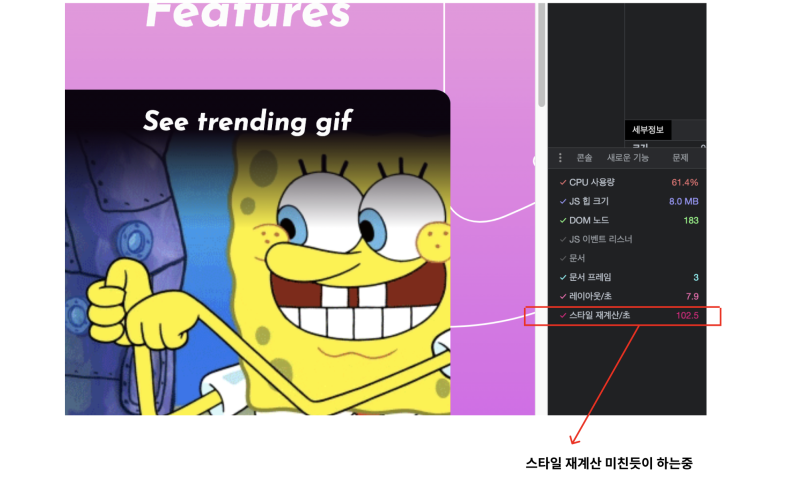 Features
See trending gif
세부정보
콘솔 새로운 기능 문제
CPU 사용량 61.4%
JS 힙 크기 8.0 MB
DOM 노드 183
JS 이벤트 리스너
문서
문서 프레임 3
레이아웃/초 7.9
스타일 재계산/초 102.5
스타일 재계산 미친듯이 하는중